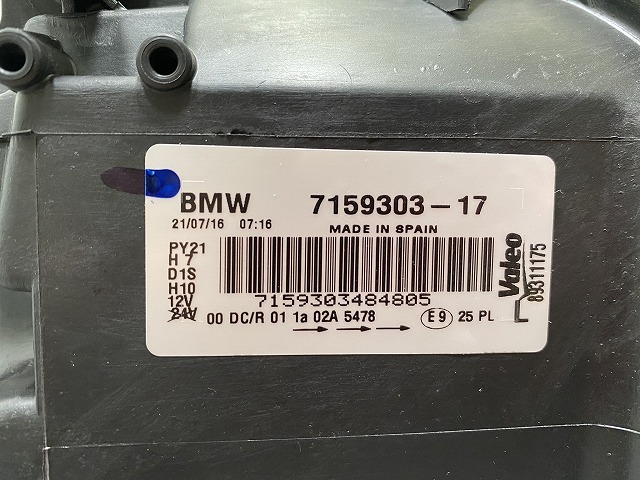 BMW 7159303-17
21/07/16 07:16 MADE IN SPAIN
PY21
H7
D1S
H10
12V
24V
7159303484805
00 DC/R 01 1a 02A 5478
E9 25 PL
Valeo
89311175